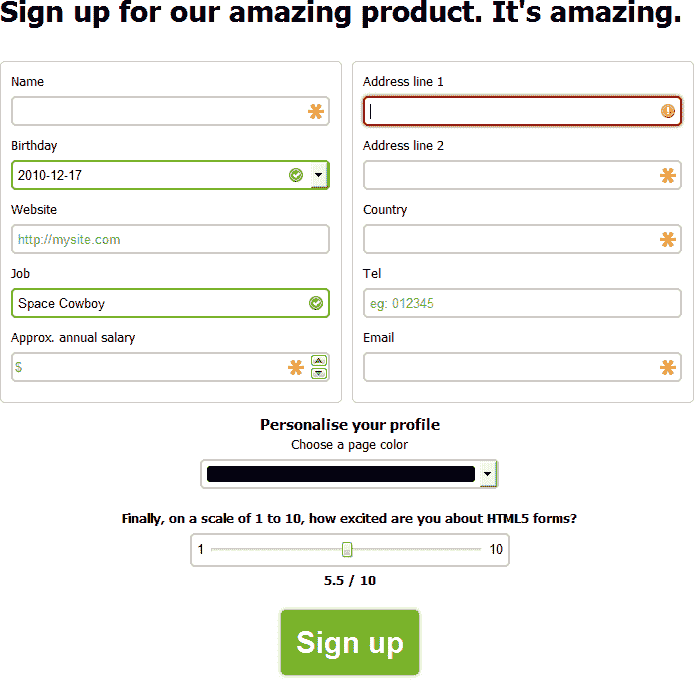 Sign up for our amazing product. It's amazing.
Name
Birthday
2010-12-17
Website
http://mysite.com
Job
Space Cowboy
Approx. annual salary
$
Address line 1
Address line 2
Country
Tel
eg: 012345
Email
Personalise your profile
Choose a page color
Finally, on a scale of 1 to 10, how excited are you about HTML5 forms?
1 10
5.5 / 10
Sign up